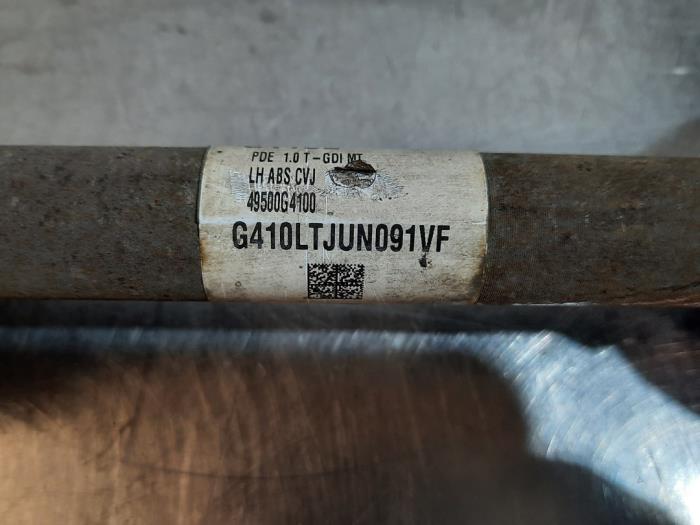 PDE 1.0 T-GDI MT
LH ABS CVJ
49500G4100
G410LTJUN091VF